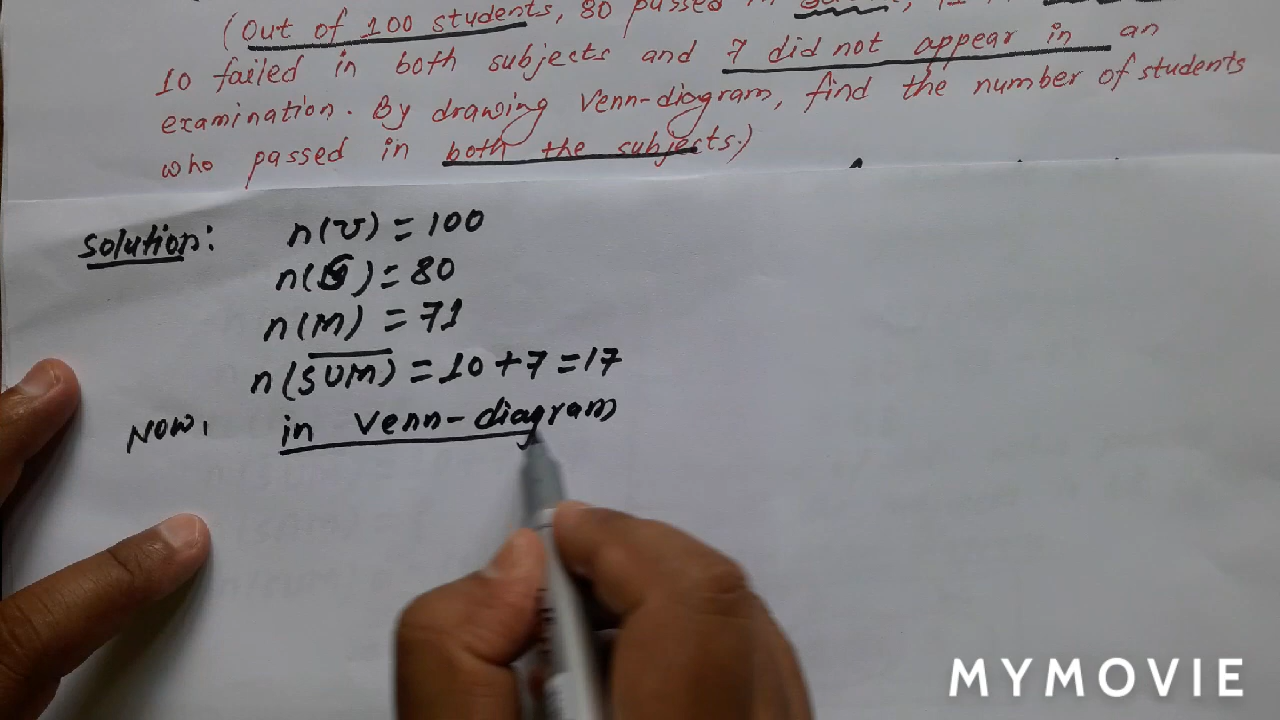 (Out of 100 students, 80 passed in
10 failed in both subjects and 7 did not appear in an
examination. By drawing Venn-diagram, find the number of students
who passed in both the subjects.)
Solution: n(U) = 100
n(S) = 80
n(M) = 71
n(S̅U̅M̅) = 10+7 = 17
Now, in Venn-diagram
MYMOVIE